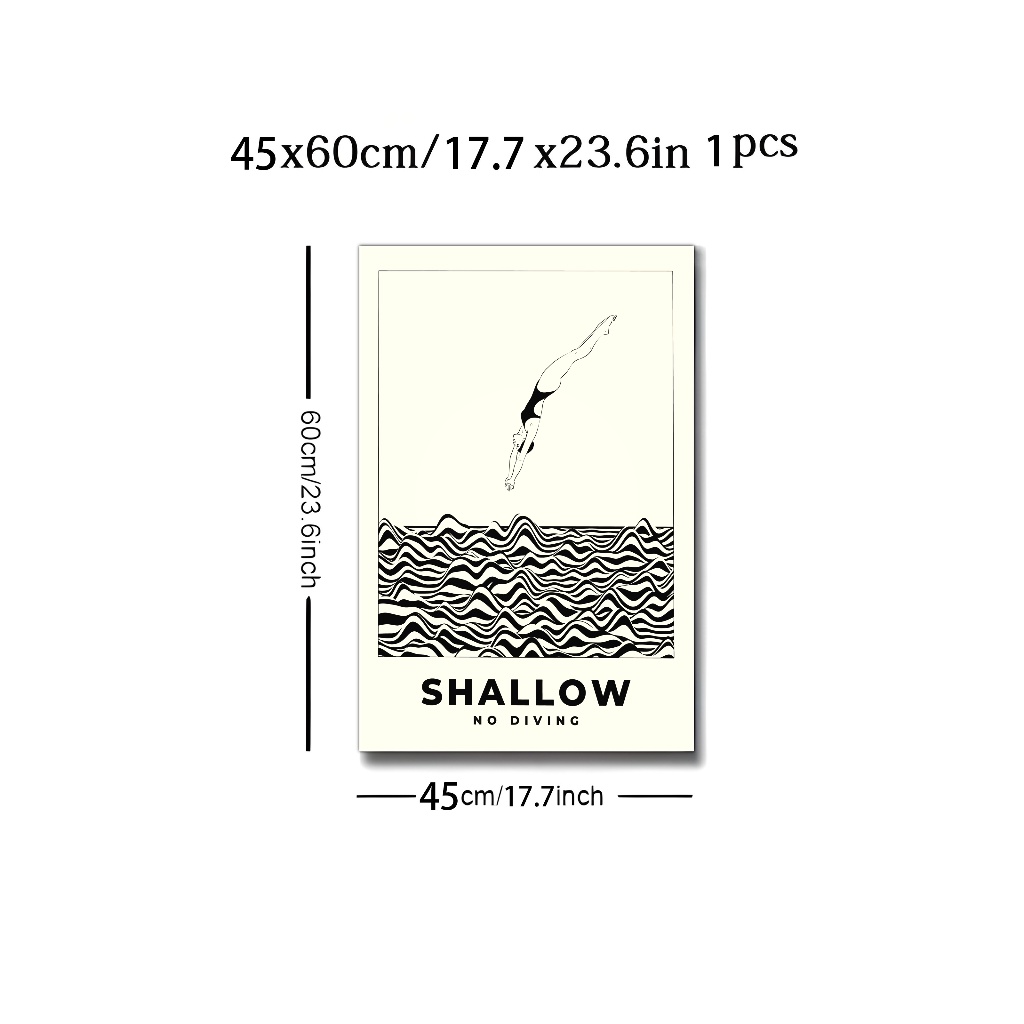 45x60cm/17.7 x23.6in 1pcs
60cm/23.6inch
SHALLOW
NO DIVING
45cm/17.7inch